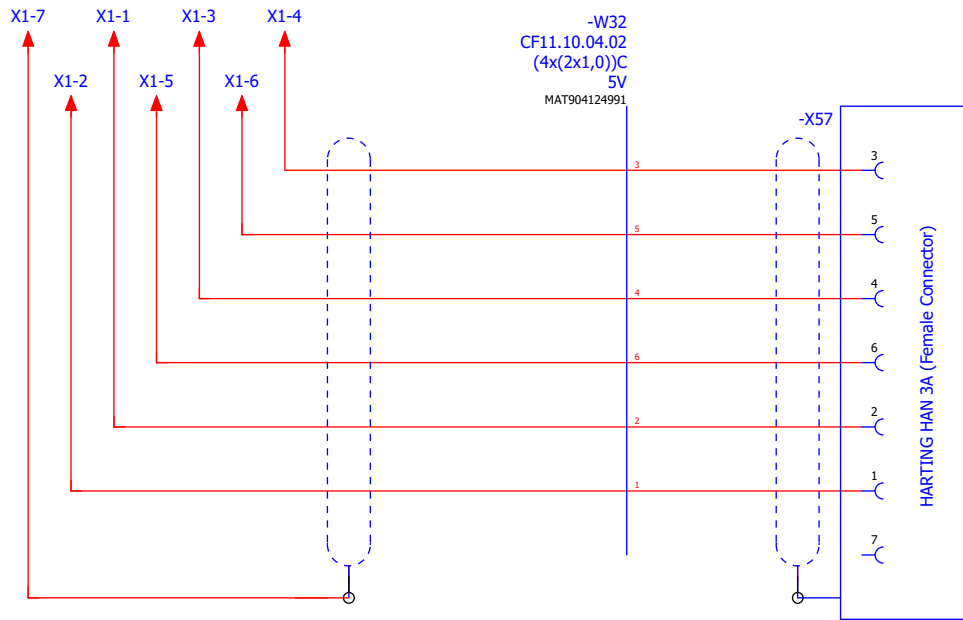 X1-7
X1-1
X1-3
X1-4
X1-2
X1-5
X1-6
-W32
CF11.10.04.02
(4x(2x1,0))C
5V
MAT904124991
-X57
3
3
5
5
4
4
6
6
2
2
1
1
7
HARTING HAN 3A (Female Connector)